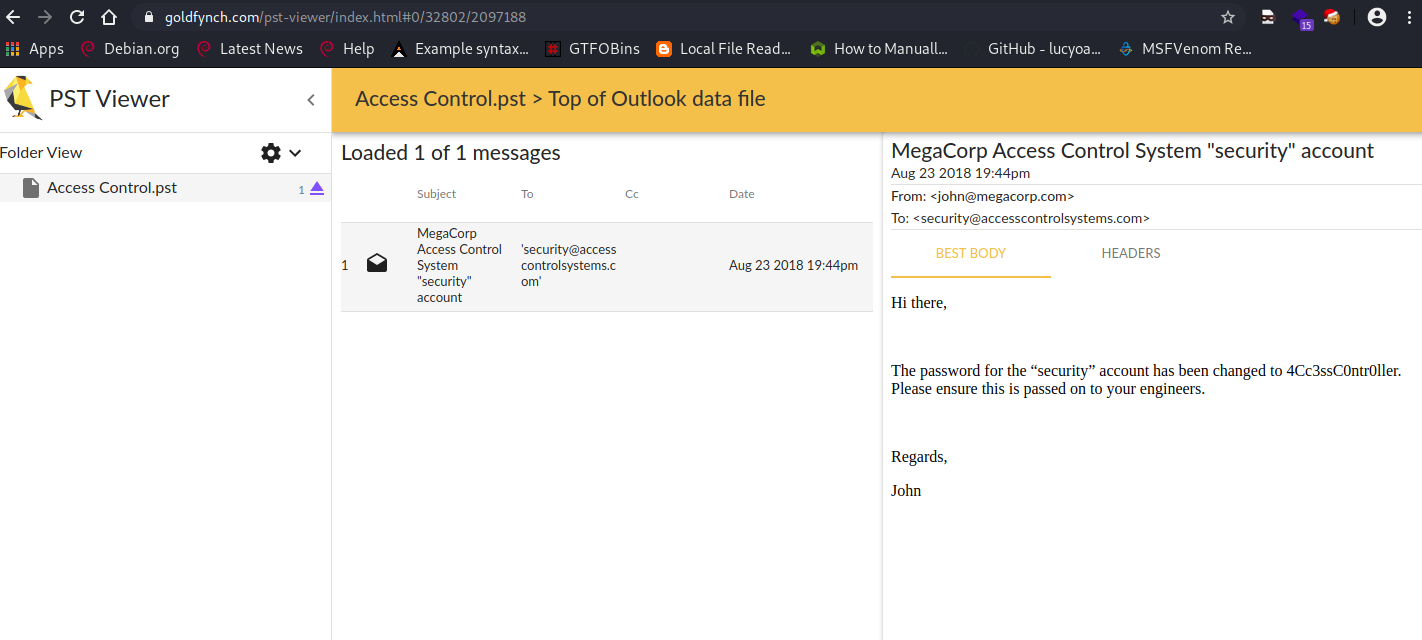 goldfynch.com/pst-viewer/index.html#0/32802/2097188
15
Apps Debian.org Latest News Help Example syntax... GTFOBins Local File Read... How to Manuall... GitHub - lucyoa... MSFVenom Re...
PST Viewer
Access Control.pst > Top of Outlook data file
Folder View
Access Control.pst 1
Loaded 1 of 1 messages
Subject To Cc Date
1
MegaCorp
Access Control
System
"security"
account
'security@access
controlsystems.c
om'
Aug 23 2018 19:44pm
MegaCorp Access Control System "security" account
Aug 23 2018 19:44pm
From: <john@megacorp.com>
To: <security@accesscontrolsystems.com>
BEST BODY HEADERS
Hi there,
The password for the “security” account has been changed to 4Cc3ssC0ntr0ller.
Please ensure this is passed on to your engineers.
Regards,
John